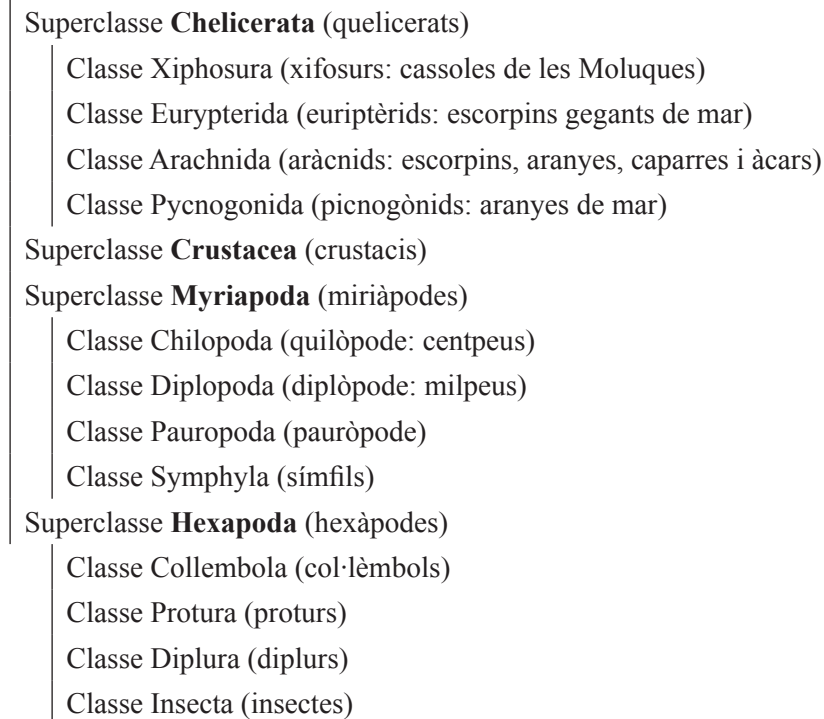 Superclasse Chelicerata (quelicerats)
Classe Xiphosura (xifosurs: cassoles de les Moluques)
Classe Eurypterida (euriptèrids: escorpins gegants de mar)
Classe Arachnida (aràcnids: escorpins, aranyes, caparres i àcars)
Classe Pycnogonida (picnogònids: aranyes de mar)
Superclasse Crustacea (crustacis)
Superclasse Myriapoda (miriàpodes)
Classe Chilopoda (quilòpode: centpeus)
Classe Diplopoda (diplòpode: milpeus)
Classe Pauropoda (pauròpode)
Classe Symphyla (símfils)
Superclasse Hexapoda (hexàpodes)
Classe Collembola (col·lèmbols)
Classe Protura (proturs)
Classe Diplura (diplurs)
Classe Insecta (insectes)